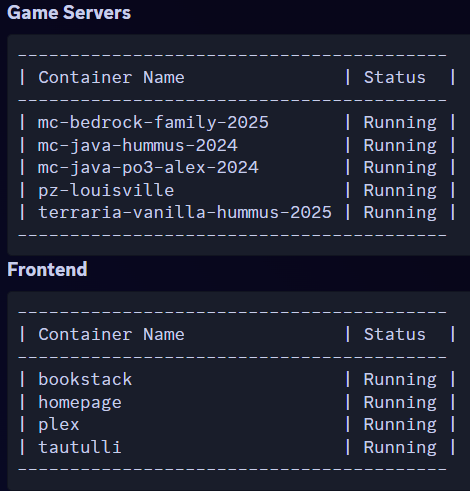 Game Servers
-----------------------------------------
| Container Name               | Status  |
-----------------------------------------
| mc-bedrock-family-2025       | Running |
| mc-java-hummus-2024          | Running |
| mc-java-po3-alex-2024        | Running |
| pz-louisville                | Running |
| terraria-vanilla-hummus-2025 | Running |
-----------------------------------------
Frontend
-----------------------------------------
| Container Name               | Status  |
-----------------------------------------
| bookstack                    | Running |
| homepage                     | Running |
| plex                         | Running |
| tautulli                     | Running |
-----------------------------------------